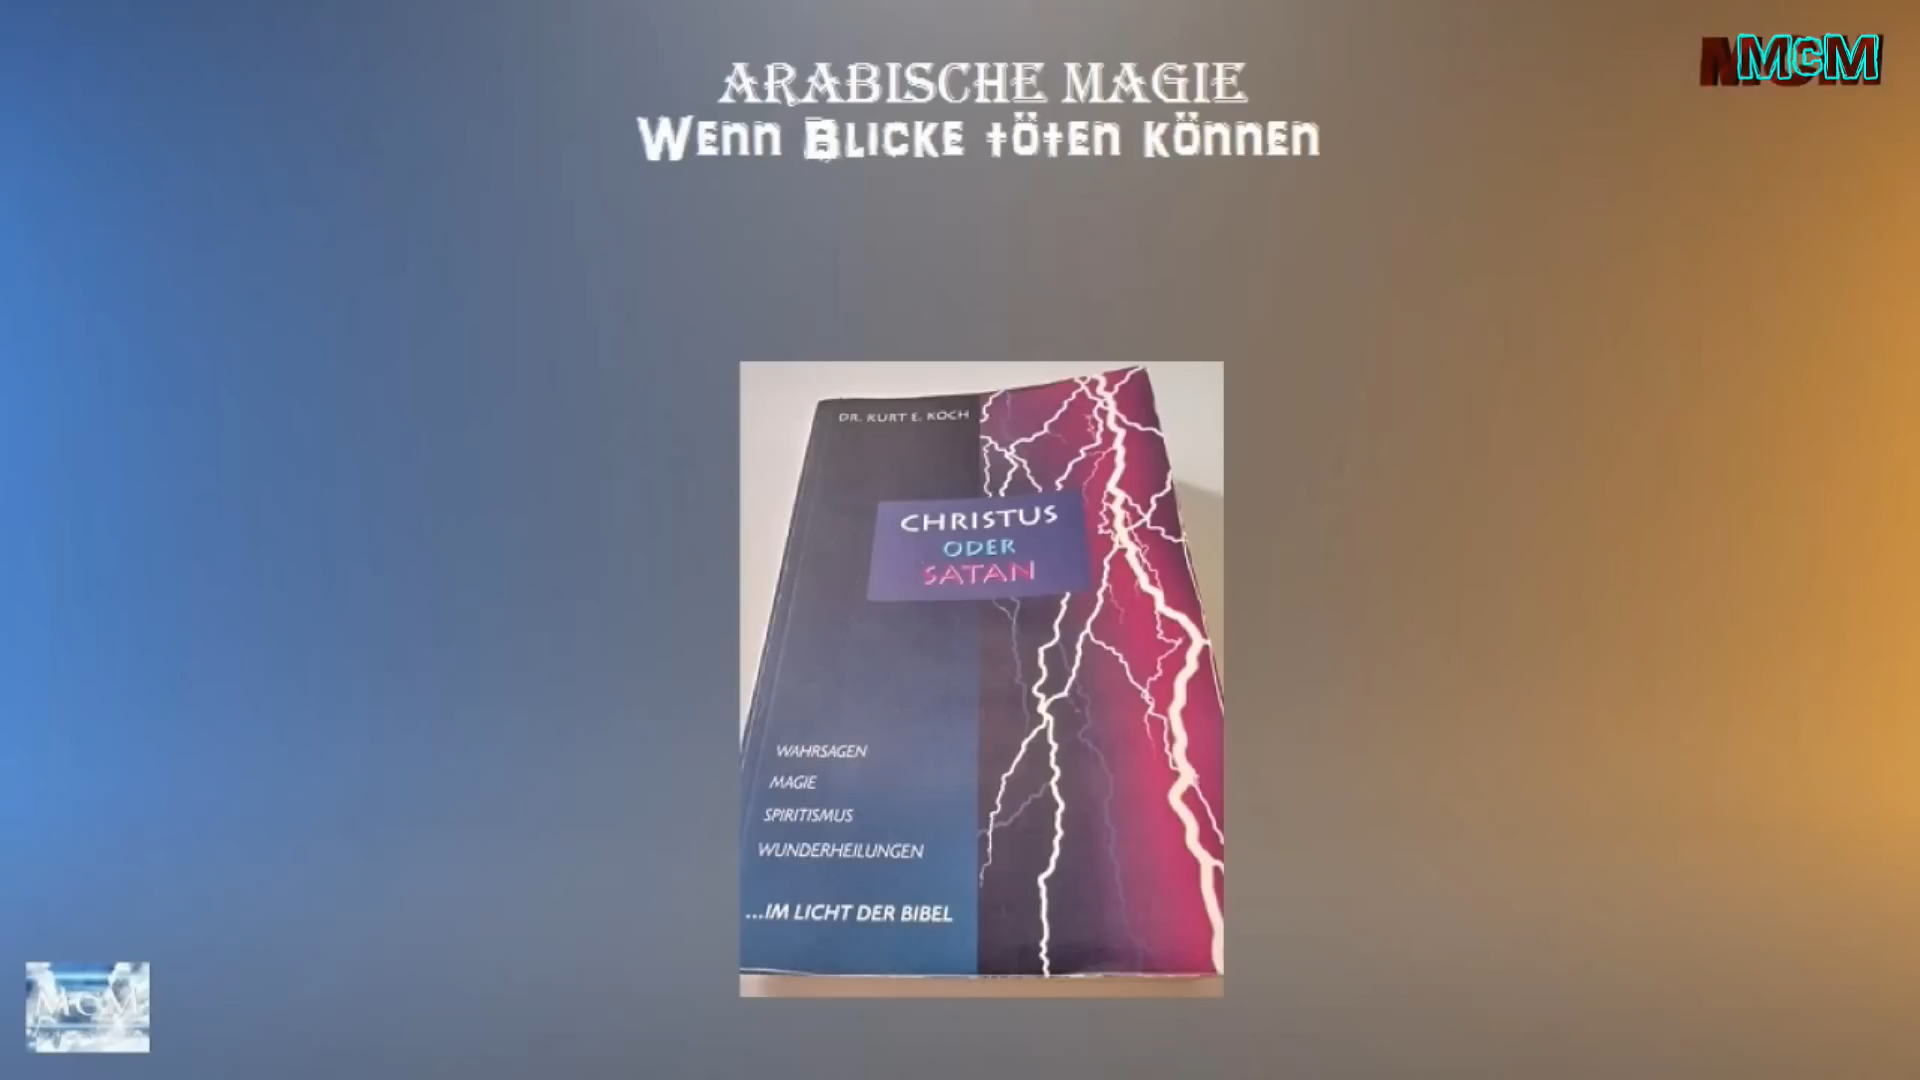 ARABISCHE MAGIE
McM
WENN BLICKE TÖTEN KÖNNEN
DR. KURT E. KOCH
CHRISTUS
ODER
SATAN
WAHRSAGEN
MAGIE
SPIRITISMUS
WUNDERHEILUNGEN
...IM LICHT DER BIBEL
McM